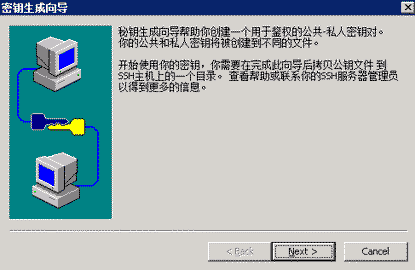 密钥生成向导
秘钥生成向导帮助你创建一个用于鉴权的公共-私人密钥对。
你的公共和私人密钥将被创建到不同的文件。
开始使用你的密钥，你需要在完成此向导后拷贝公钥文件 到
SSH主机上的一个目录。 查看帮助或联系你的SSH服务器管理员
以得到更多的信息。
< Back
Next >
Cancel